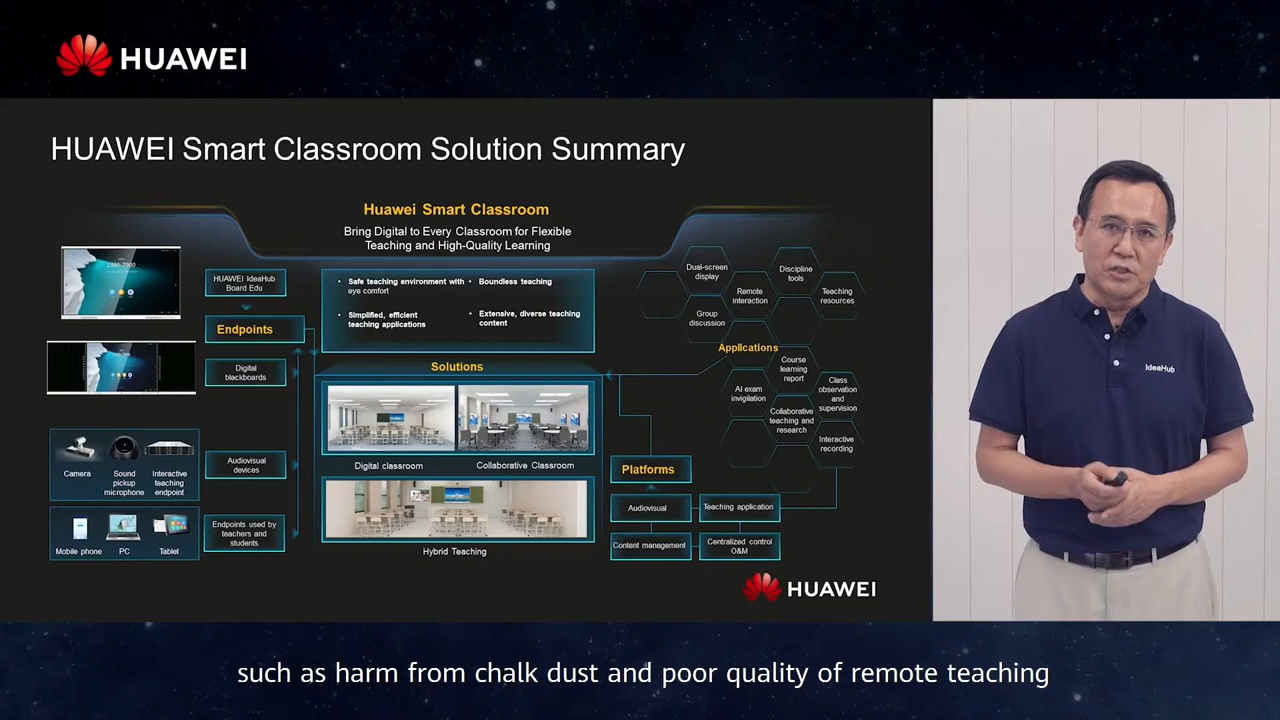 HUAWEI
HUAWEI Smart Classroom Solution Summary
Huawei Smart Classroom
Bring Digital to Every Classroom for Flexible
Teaching and High-Quality Learning
HUAWEI IdeaHub
Board Edu
Endpoints
Digital
blackboards
Camera
Sound
pickup
microphone
Interactive
teaching
endpoint
Audiovisual
devices
Mobile phone
PC
Tablet
Endpoints used by
teachers and
students
• Safe teaching environment with
eye comfort
• Boundless teaching
• Simplified, efficient
teaching applications
• Extensive, diverse teaching
content
Solutions
Digital classroom
Collaborative Classroom
Hybrid Teaching
Dual-screen
display
Discipline
tools
Remote
interaction
Teaching
resources
Group
discussion
Applications
Course
learning
report
AI exam
invigilation
Class
observation
and
supervision
Collaborative
teaching and
research
Interactive
recording
Platforms
Audiovisual
Teaching application
Content management
Centralized control
O&M
HUAWEI
IdeaHub
such as harm from chalk dust and poor quality of remote teaching